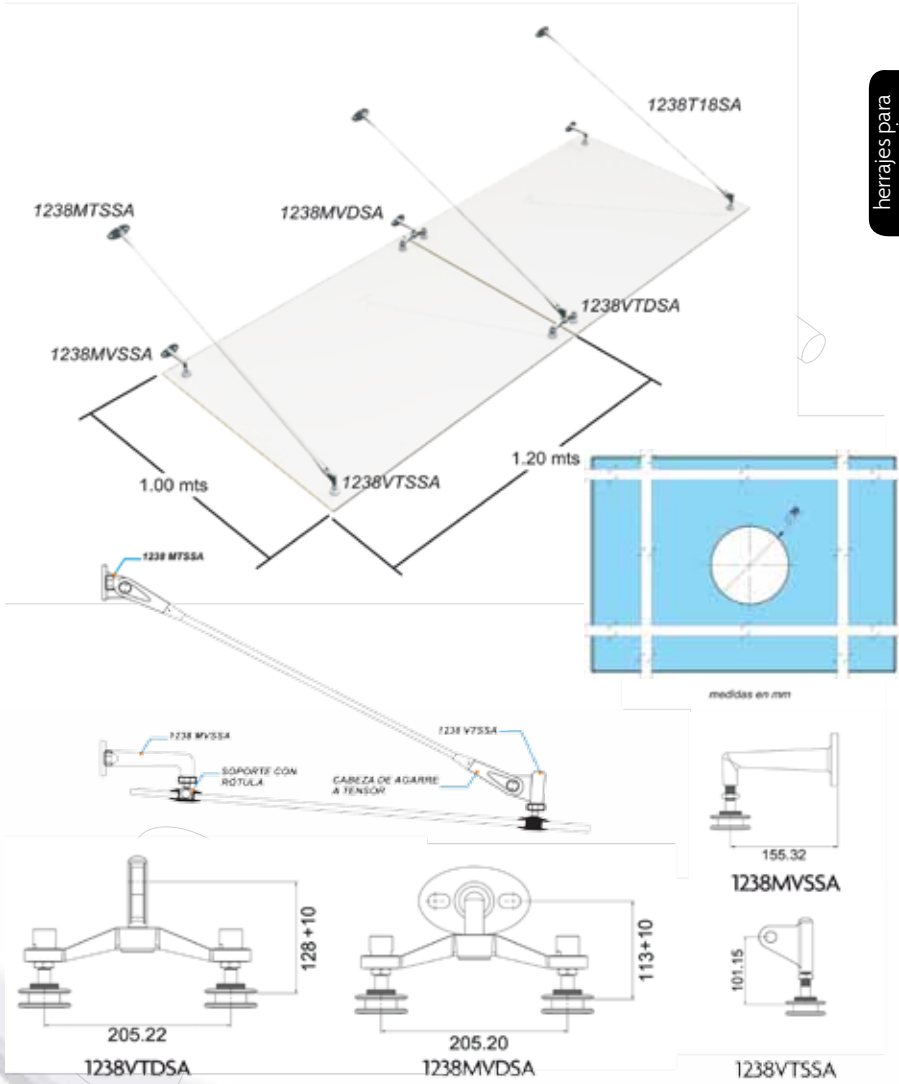 herrajes para
1238T18SA
1238MTSSA
1238MVDSA
1238VTDSA
1238MVSSA
1238VTSSA
1.20 mts
1.00 mts
1238 MTSSA
medidas en mm
1238 MVSSA
1238 VTSSA
SOPORTE CON
ROTULA
CABEZA DE AGARRE
A TENSOR
155.32
1238MVSSA
128+10
205.22
1238VTDSA
113+10
205.20
1238MVDSA
101.15
1238VTSSA